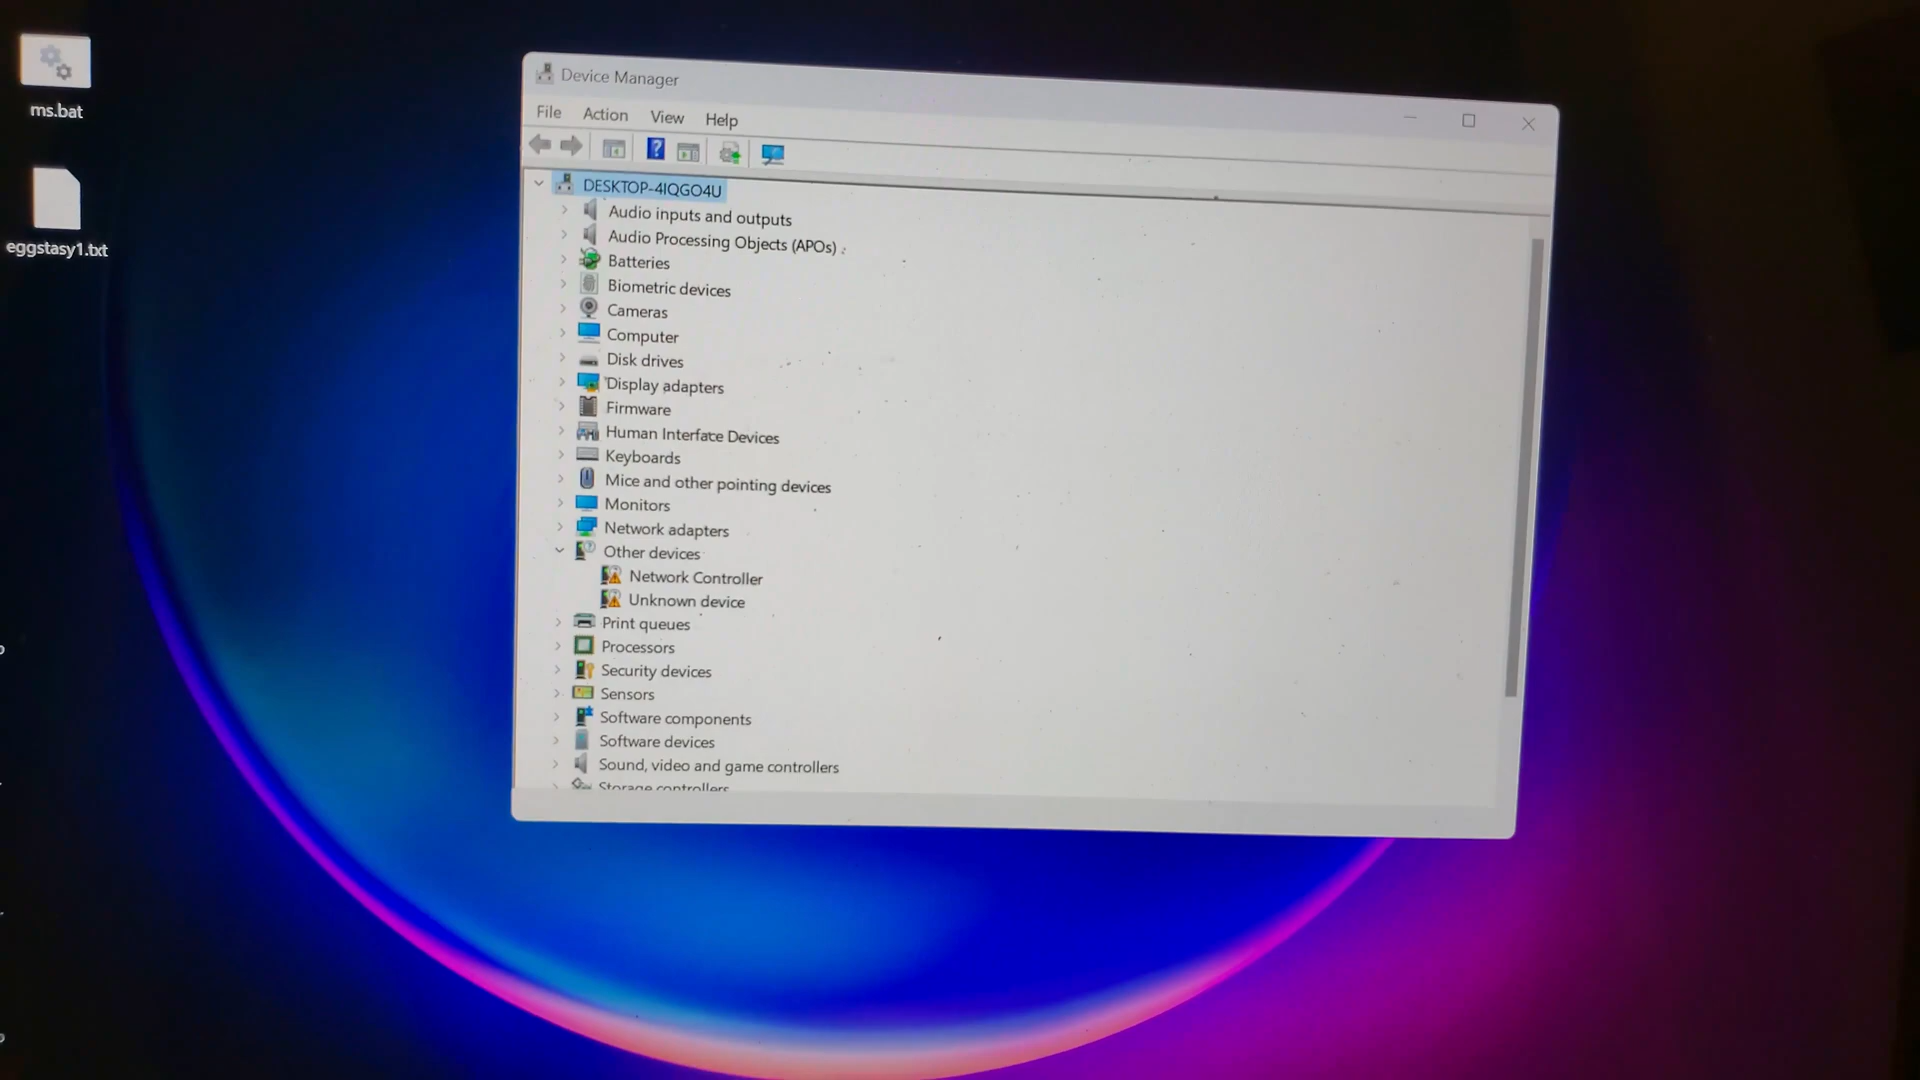 ms.bat
eggstasy1.txt
Device Manager
File Action View Help
DESKTOP-4IQGO4U
Audio inputs and outputs
Audio Processing Objects (APOs)
Batteries
Biometric devices
Cameras
Computer
Disk drives
Display adapters
Firmware
Human Interface Devices
Keyboards
Mice and other pointing devices
Monitors
Network adapters
Other devices
Network Controller
Unknown device
Print queues
Processors
Security devices
Sensors
Software components
Software devices
Sound, video and game controllers
Storage controllers